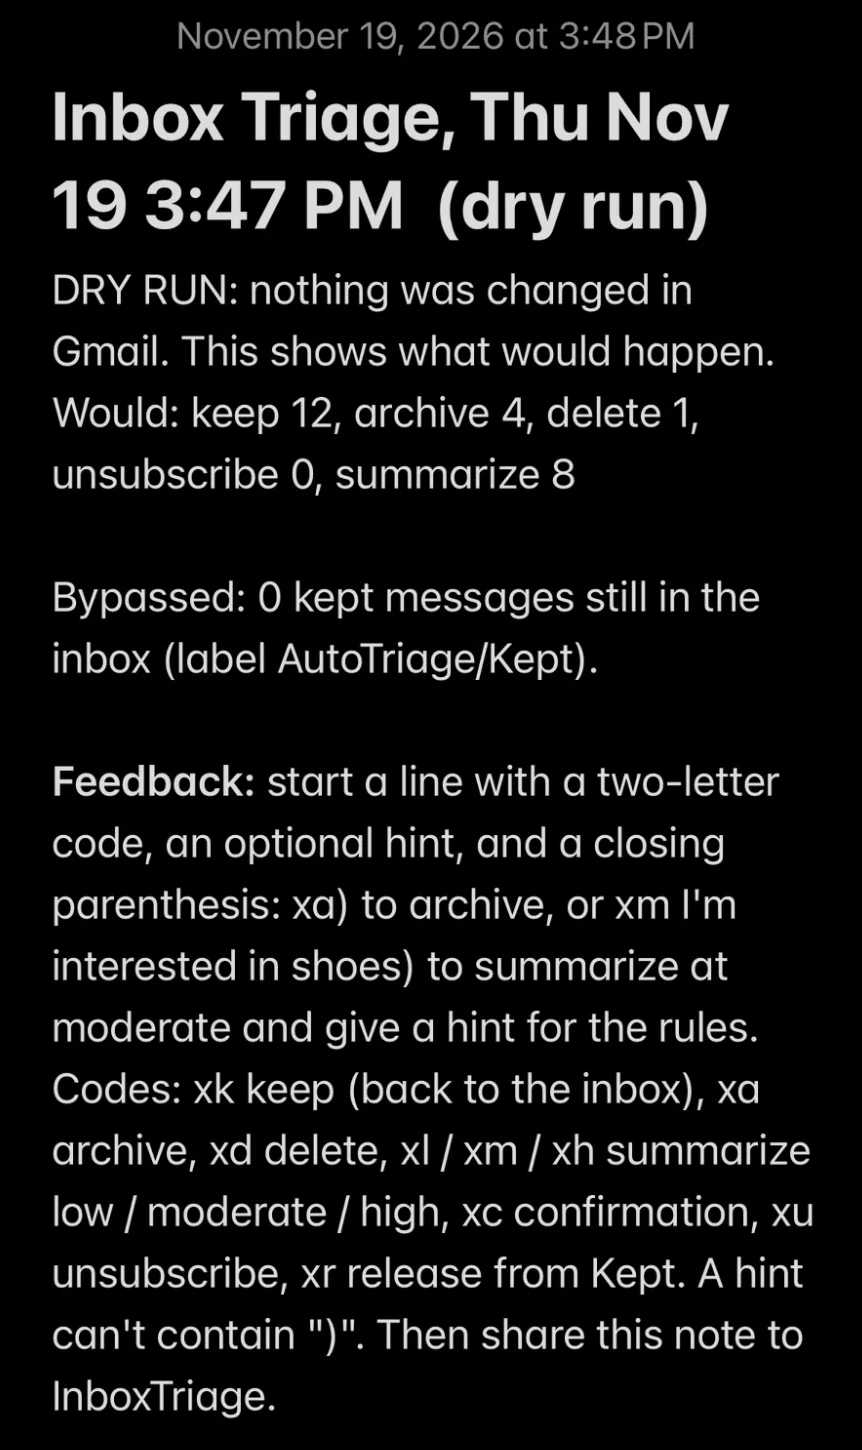 November 19, 2026 at 3:48 PM
Inbox Triage, Thu Nov
19 3:47 PM  (dry run)
DRY RUN: nothing was changed in
Gmail. This shows what would happen.
Would: keep 12, archive 4, delete 1,
unsubscribe 0, summarize 8
Bypassed: 0 kept messages still in the
inbox (label AutoTriage/Kept).
Feedback: start a line with a two-letter
code, an optional hint, and a closing
parenthesis: xa) to archive, or xm I'm
interested in shoes) to summarize at
moderate and give a hint for the rules.
Codes: xk keep (back to the inbox), xa
archive, xd delete, xl / xm / xh summarize
low / moderate / high, xc confirmation, xu
unsubscribe, xr release from Kept. A hint
can't contain ")". Then share this note to
InboxTriage.